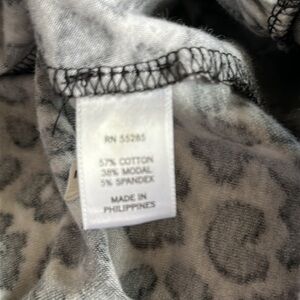 RN 55285
57% COTTON
38% MODAL
5% SPANDEX
MADE IN
PHILIPPINES